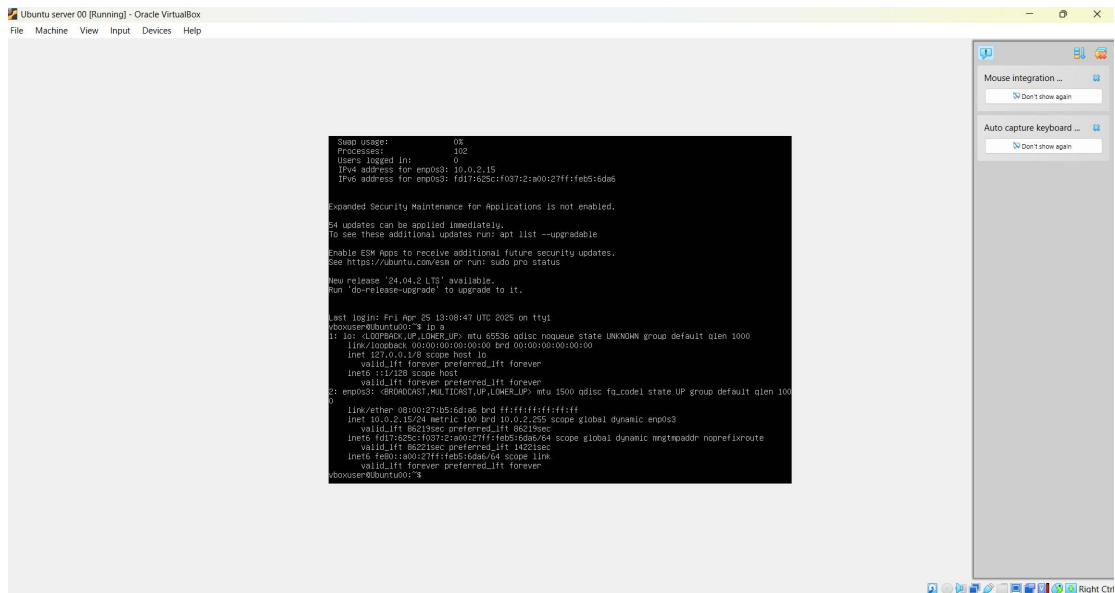 Ubuntu server 00 [Running] - Oracle VirtualBox
File Machine View Input Devices Help
Mouse integration ...
Don't show again
Auto capture keyboard ...
Don't show again
Swap usage: 0%
Processes: 102
Users logged in: 0
IPv4 address for enp0s3: 10.0.2.15
IPv6 address for enp0s3: fd17:625c:f037:2:a00:27ff:feb5:6da6
Expanded Security Maintenance for Applications is not enabled.
54 updates can be applied immediately.
To see these additional updates run: apt list --upgradable
Enable ESM Apps to receive additional future security updates.
See https://ubuntu.com/esm or run: sudo pro status
New release '24.04.2 LTS' available.
Run 'do-release-upgrade' to upgrade to it.
Last login: Fri Apr 25 13:08:47 UTC 2025 on tty1
vboxuser@Ubuntu00:~$ ip a
1: lo: <LOOPBACK,UP,LOWER_UP> mtu 65536 qdisc noqueue state UNKNOWN group default qlen 1000
link/loopback 00:00:00:00:00:00 brd 00:00:00:00:00:00
inet 127.0.0.1/8 scope host lo
valid_lft forever preferred_lft forever
inet6 ::1/128 scope host
valid_lft forever preferred_lft forever
2: enp0s3: <BROADCAST,MULTICAST,UP,LOWER_UP> mtu 1500 qdisc fq_codel state UP group default qlen 100
0
link/ether 08:00:27:b5:6d:a6 brd ff:ff:ff:ff:ff:ff
inet 10.0.2.15/24 metric 100 brd 10.0.2.255 scope global dynamic enp0s3
valid_lft 86219sec preferred_lft 86219sec
inet6 fd17:625c:f037:2:a00:27ff:feb5:6da6/64 scope global dynamic mngtmpaddr noprefixroute
valid_lft 86221sec preferred_lft 14221sec
inet6 fe80::a00:27ff:feb5:6da6/64 scope link
valid_lft forever preferred_lft forever
vboxuser@Ubuntu00:~$
Right Ctrl